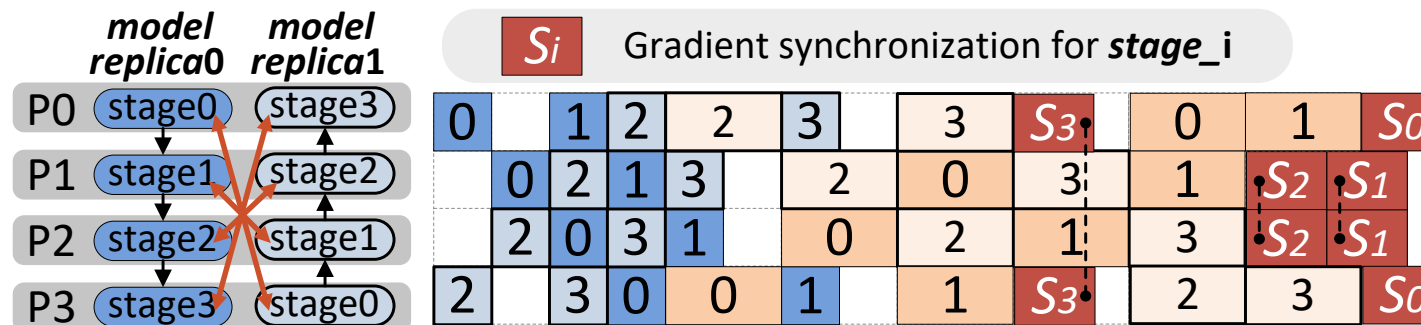 model model
replica0 replica1
Si Gradient synchronization for stage_i
P0 stage0 stage3 0 1 2 2 3 3 S3 0 1 S0
P1 stage1 stage2 0 2 1 3 2 0 3 1 S2 S1
P2 stage2 stage1 2 0 3 1 0 2 1 3 S2 S1
P3 stage3 stage0 2 3 0 0 1 1 S3 2 3 S0